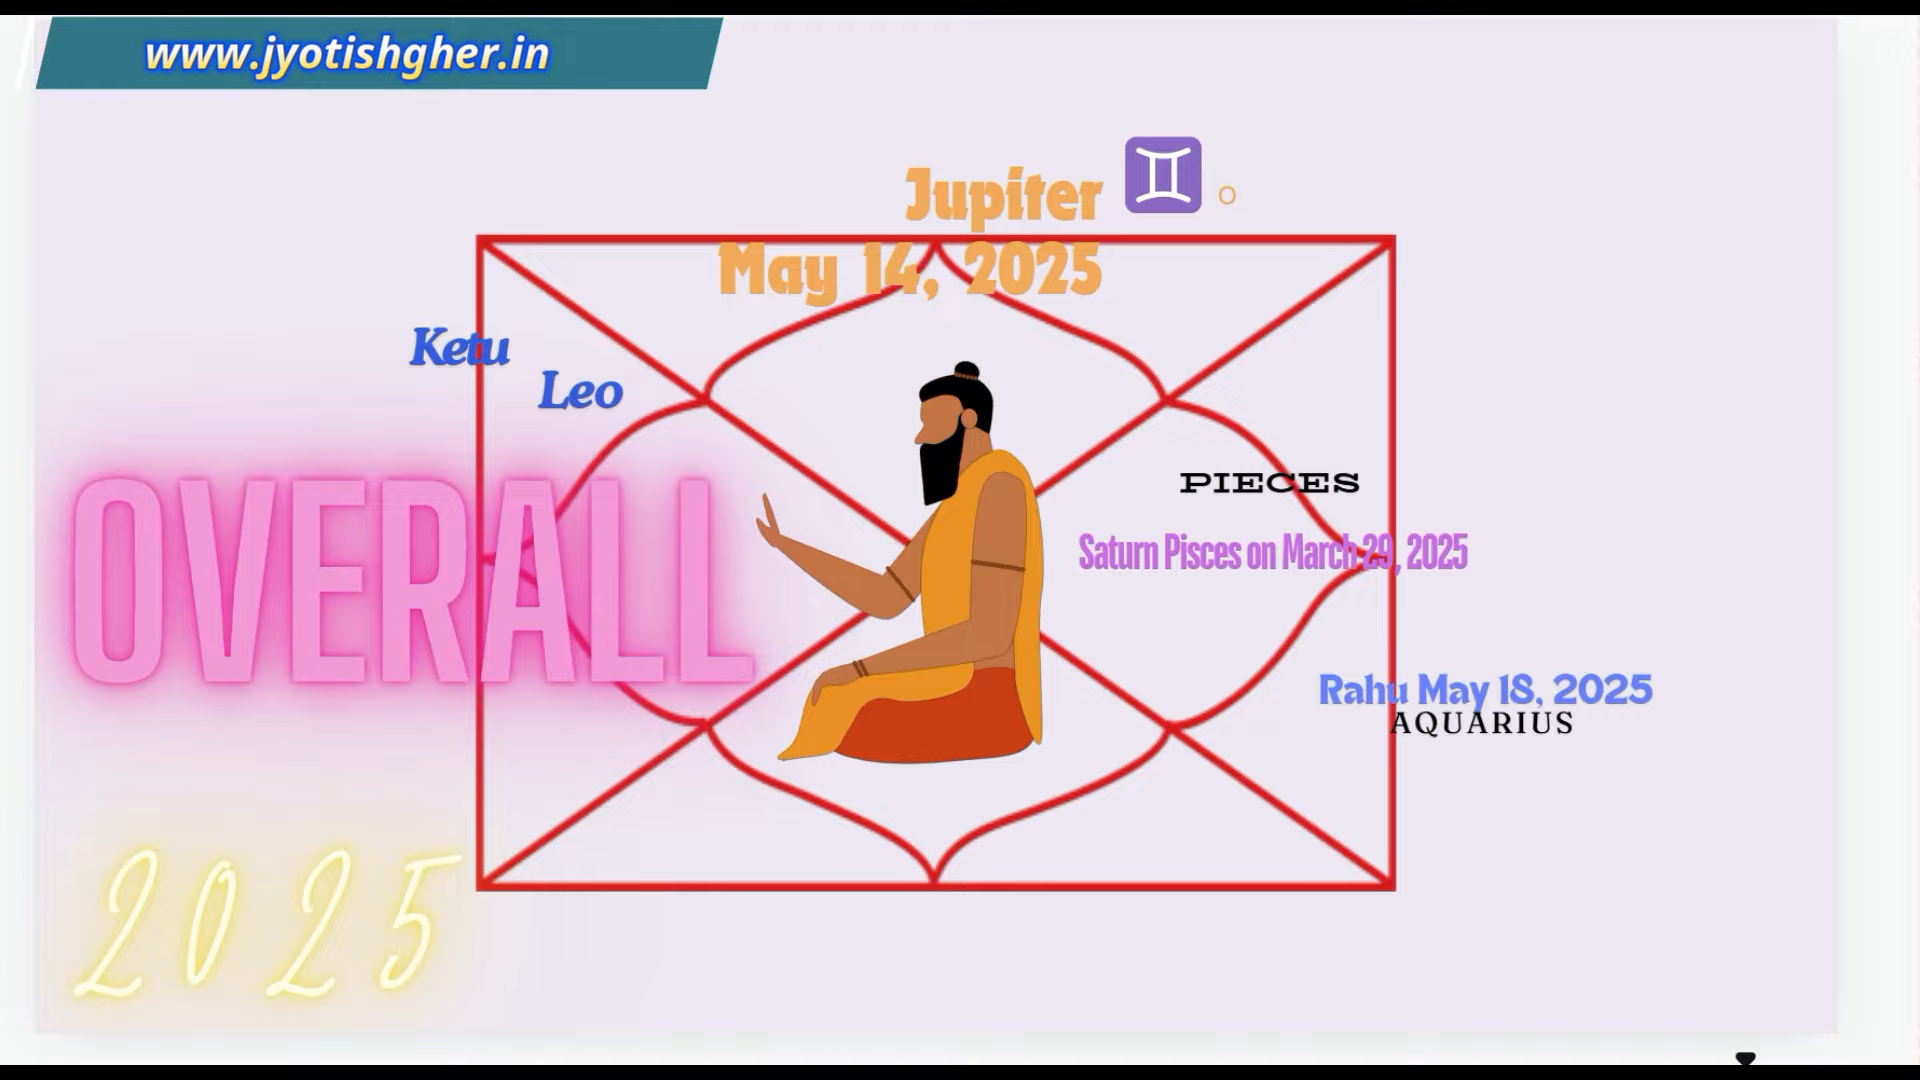 www.jyotishgher.in
Jupiter ♊
May 14, 2025
Ketu
Leo
OVERALL
PIECES
Saturn Pisces on March 29, 2025
Rahu May 18, 2025
AQUARIUS
2025